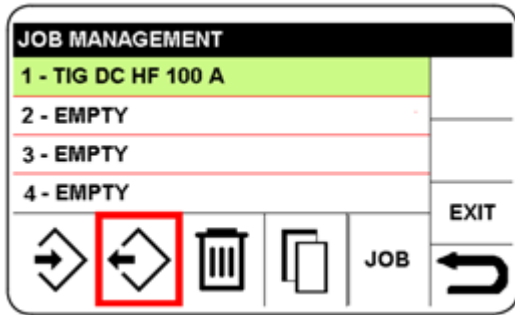 JOB MANAGEMENT
1 - TIG DC HF 100 A
2 - EMPTY
3 - EMPTY
4 - EMPTY
EXIT
JOB